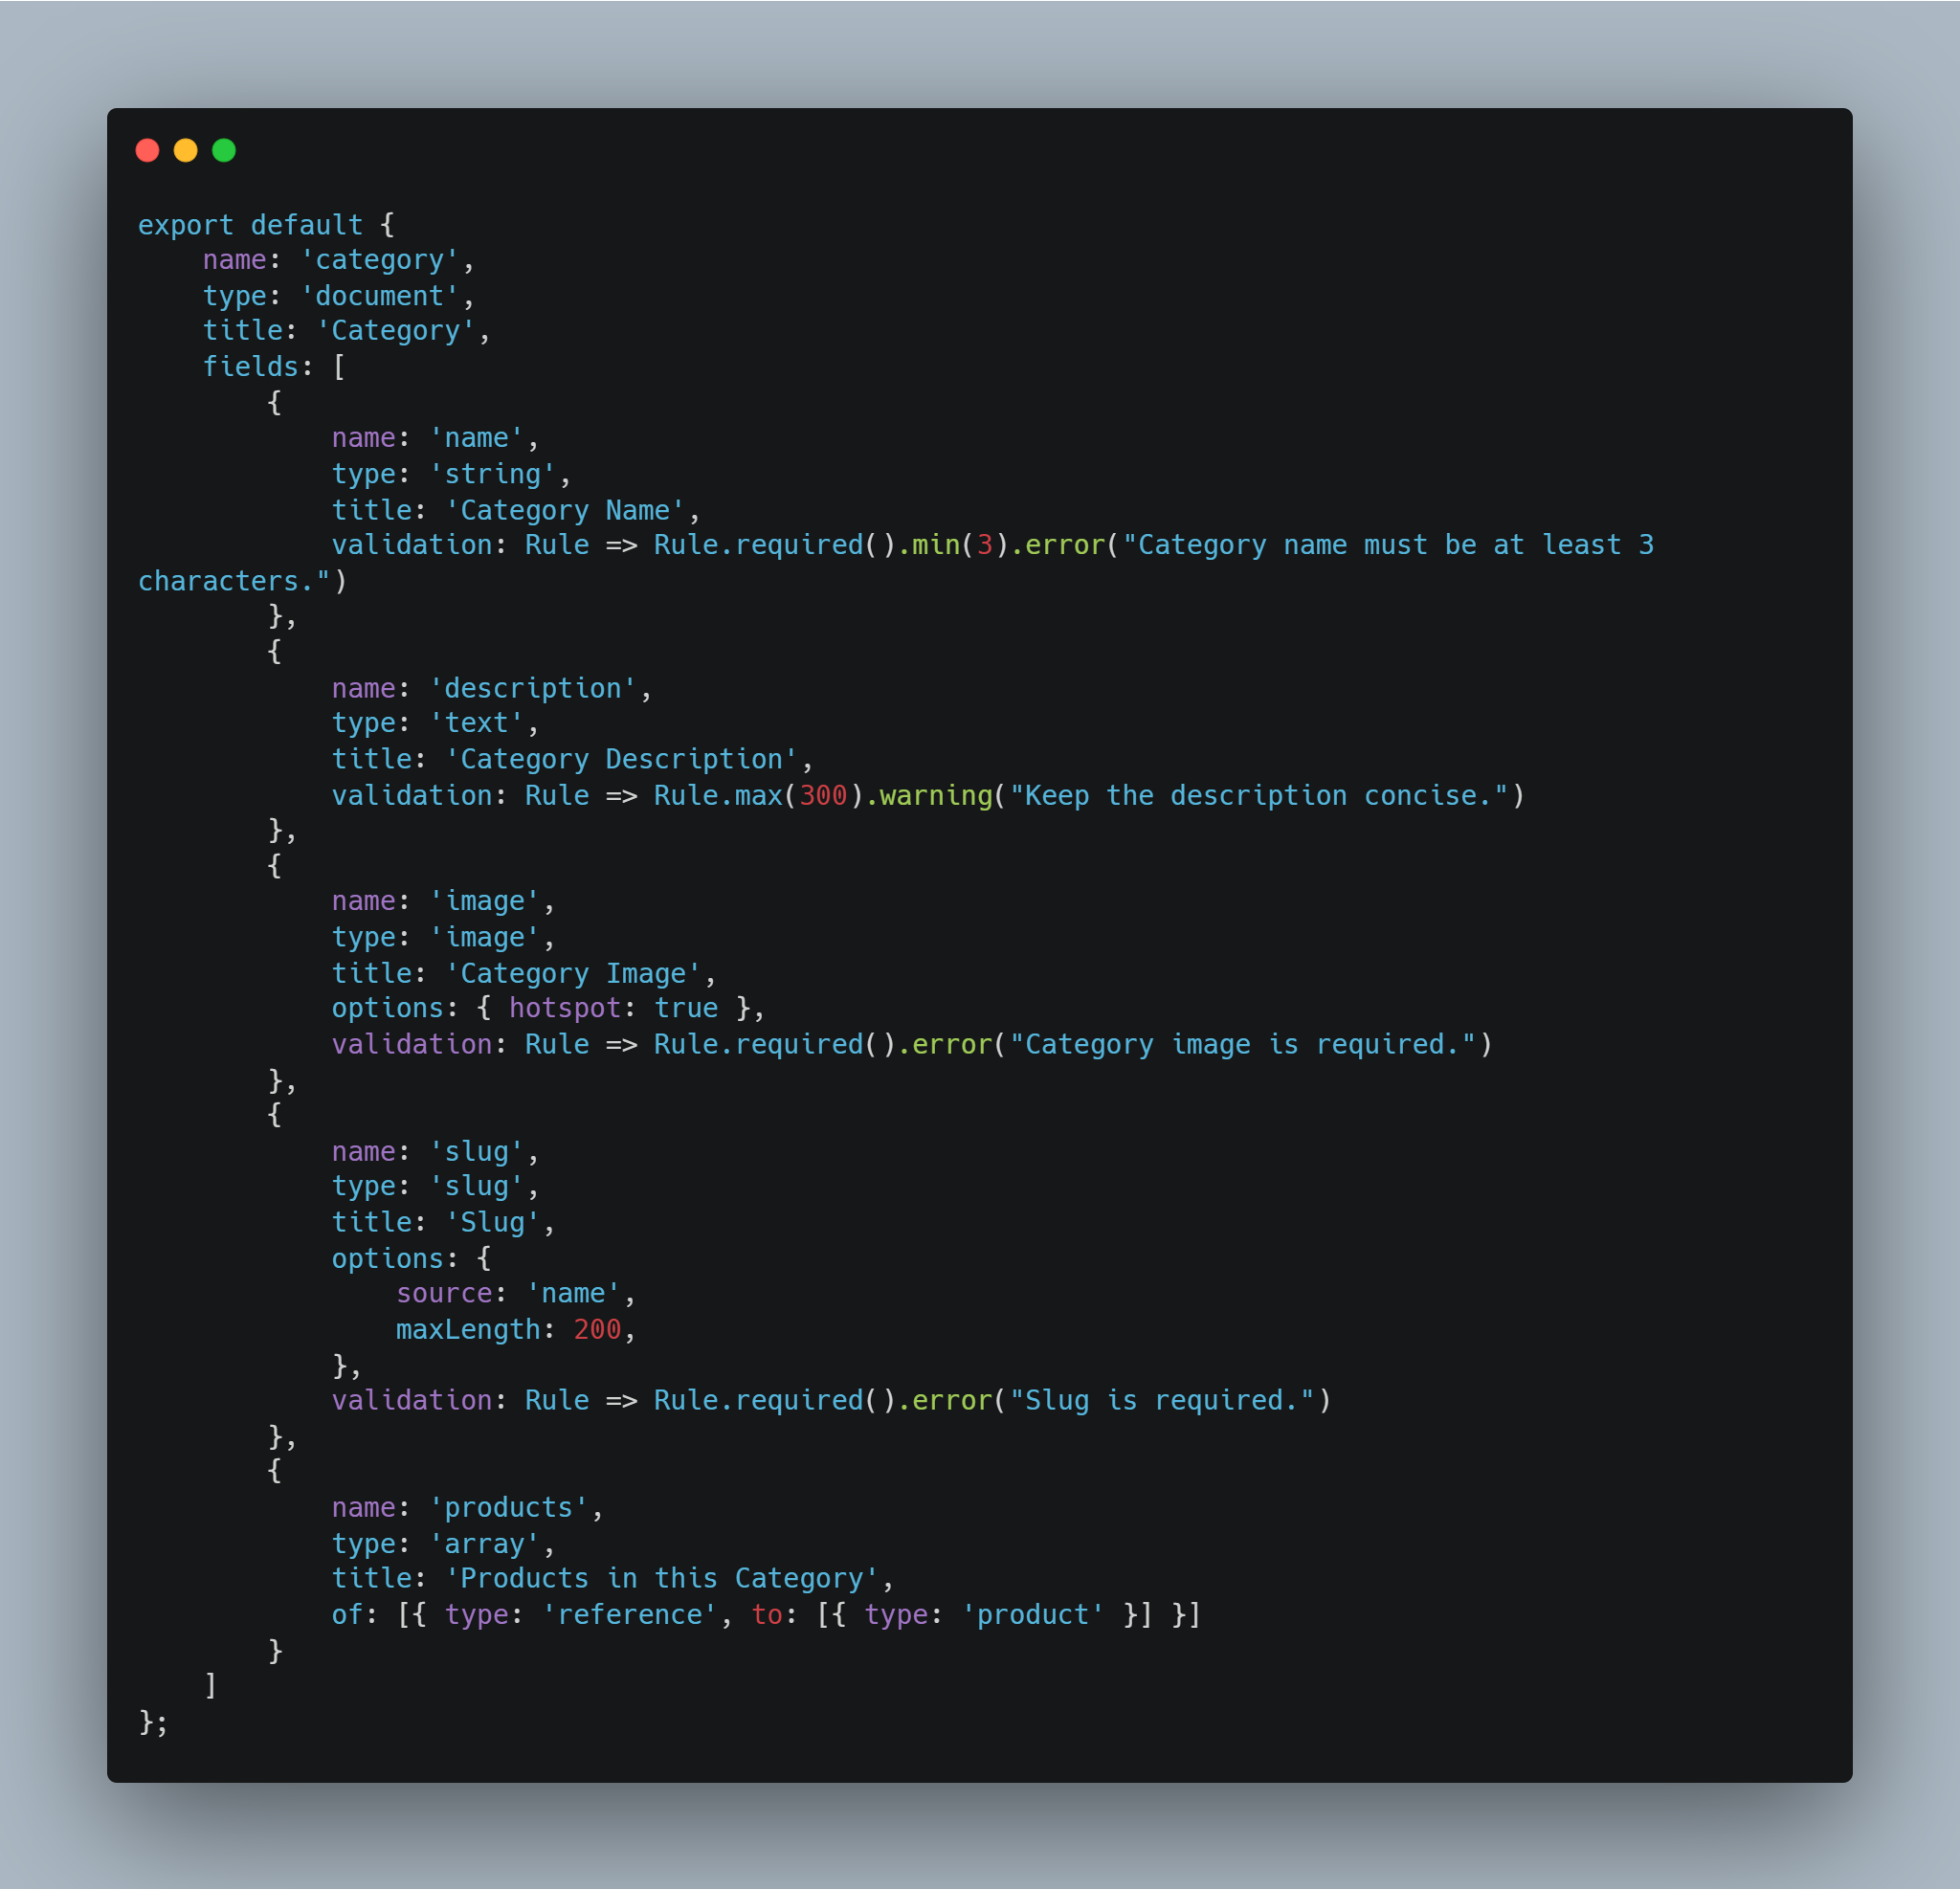 export default {
    name: 'category',
    type: 'document',
    title: 'Category',
    fields: [
        {
            name: 'name',
            type: 'string',
            title: 'Category Name',
            validation: Rule => Rule.required().min(3).error("Category name must be at least 3
characters.")
        },
        {
            name: 'description',
            type: 'text',
            title: 'Category Description',
            validation: Rule => Rule.max(300).warning("Keep the description concise.")
        },
        {
            name: 'image',
            type: 'image',
            title: 'Category Image',
            options: { hotspot: true },
            validation: Rule => Rule.required().error("Category image is required.")
        },
        {
            name: 'slug',
            type: 'slug',
            title: 'Slug',
            options: {
                source: 'name',
                maxLength: 200,
            },
            validation: Rule => Rule.required().error("Slug is required.")
        },
        {
            name: 'products',
            type: 'array',
            title: 'Products in this Category',
            of: [{ type: 'reference', to: [{ type: 'product' }] }]
        }
    ]
};